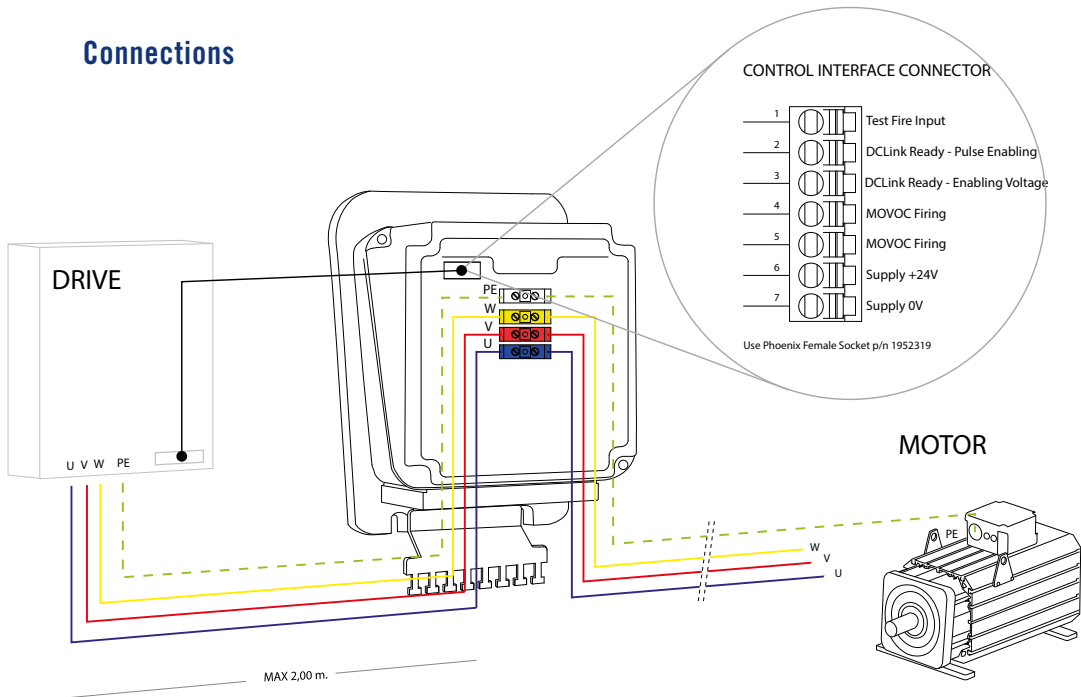 Connections
CONTROL INTERFACE CONNECTOR
1 Test Fire Input
2 DCLink Ready - Pulse Enabling
3 DCLink Ready - Enabling Voltage
4 MOVOC Firing
5 MOVOC Firing
6 Supply +24V
7 Supply 0V
Use Phoenix Female Socket p/n 1952319
DRIVE
PE
W
V
U
U V W PE
MOTOR
PE
W
V
U
MAX 2,00 m.